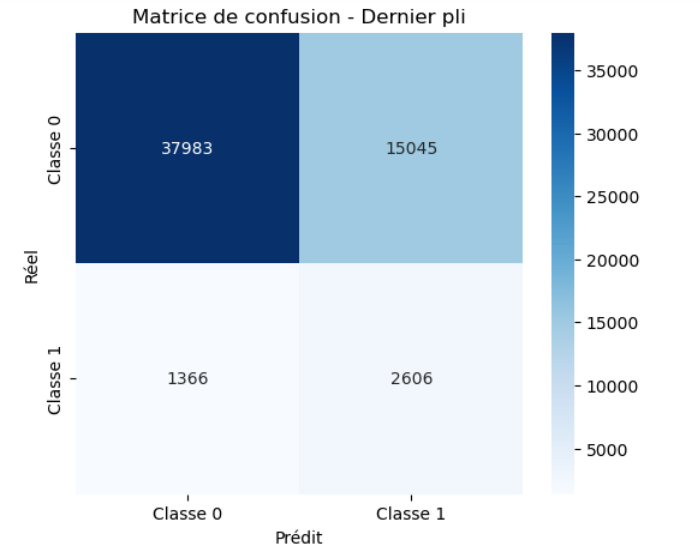 Matrice de confusion - Dernier pli
Classe 0
Classe 1
Réel
37983
15045
1366
2606
Classe 0
Classe 1
Prédit
35000
30000
25000
20000
15000
10000
5000